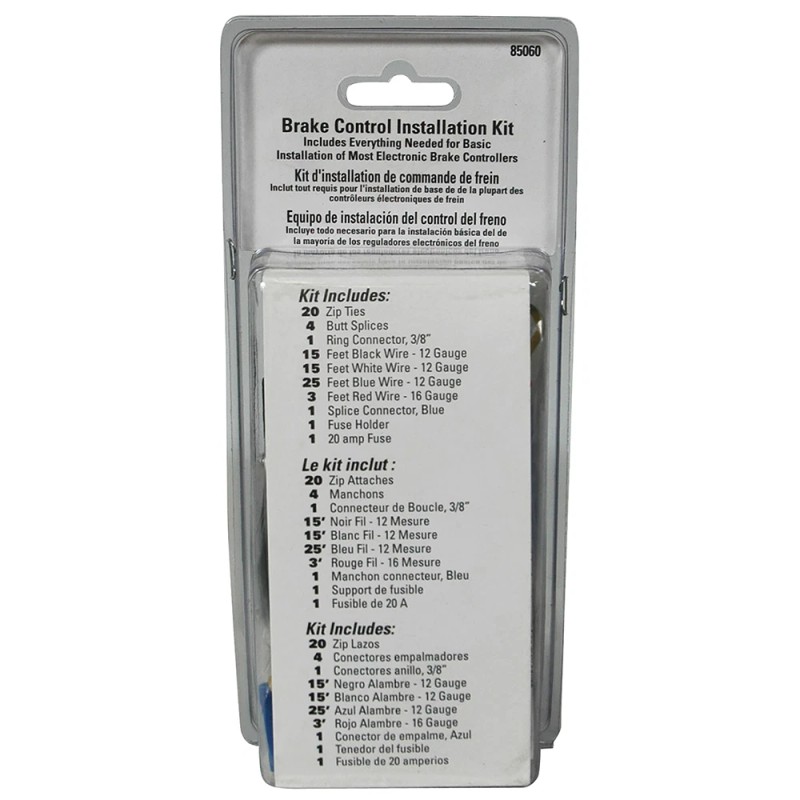 85060
Brake Control Installation Kit
Includes Everything Needed for Basic
Installation of Most Electronic Brake Controllers
Kit d'installation de commande de frein
Inclut tout requis pour l'installation de base de de la plupart des
contrôleurs électroniques de frein
Equipo de instalación del control del freno
Incluye todo necesario para la instalación básica del de
la mayoría de los reguladores electrónicos del freno
Kit Includes:
20 Zip Ties
4 Butt Splices
1 Ring Connector, 3/8"
15 Feet Black Wire - 12 Gauge
15 Feet White Wire - 12 Gauge
25 Feet Blue Wire - 12 Gauge
3 Feet Red Wire - 16 Gauge
1 Splice Connector, Blue
1 Fuse Holder
1 20 amp Fuse
Le kit inclut :
20 Zip Attaches
4 Manchons
1 Connecteur de Boucle, 3/8"
15' Noir Fil - 12 Mesure
15' Blanc Fil - 12 Mesure
25' Bleu Fil - 12 Mesure
3' Rouge Fil - 16 Mesure
1 Manchon connecteur, Bleu
1 Support de fusible
1 Fusible de 20 A
Kit Includes:
20 Zip Lazos
4 Conectores empalmadores
1 Conectores anillo, 3/8"
15' Negro Alambre - 12 Gauge
15' Blanco Alambre - 12 Gauge
25' Azul Alambre - 12 Gauge
3' Rojo Alambre - 16 Gauge
1 Conector de empalme, Azul
1 Tenedor del fusible
1 Fusible de 20 amperios